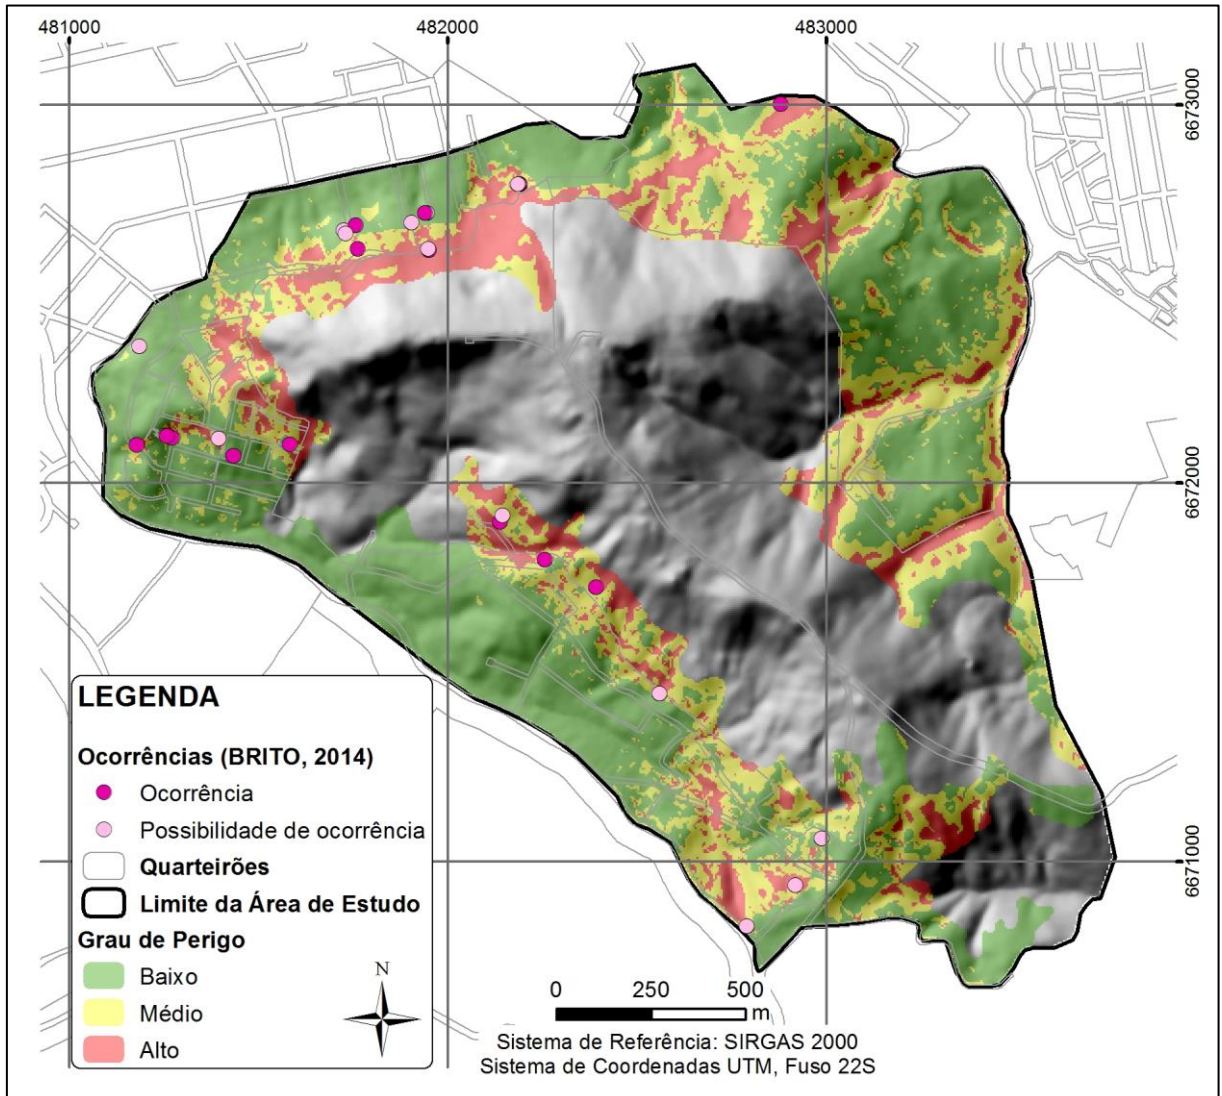 481000
482000
483000
6673000
6672000
6671000
LEGENDA
Ocorrências (BRITO, 2014)
Ocorrência
Possibilidade de ocorrência
Quarteirões
Limite da Área de Estudo
Grau de Perigo
Baixo
Médio
Alto
N
0 250 500
m
Sistema de Referência: SIRGAS 2000
Sistema de Coordenadas UTM, Fuso 22S